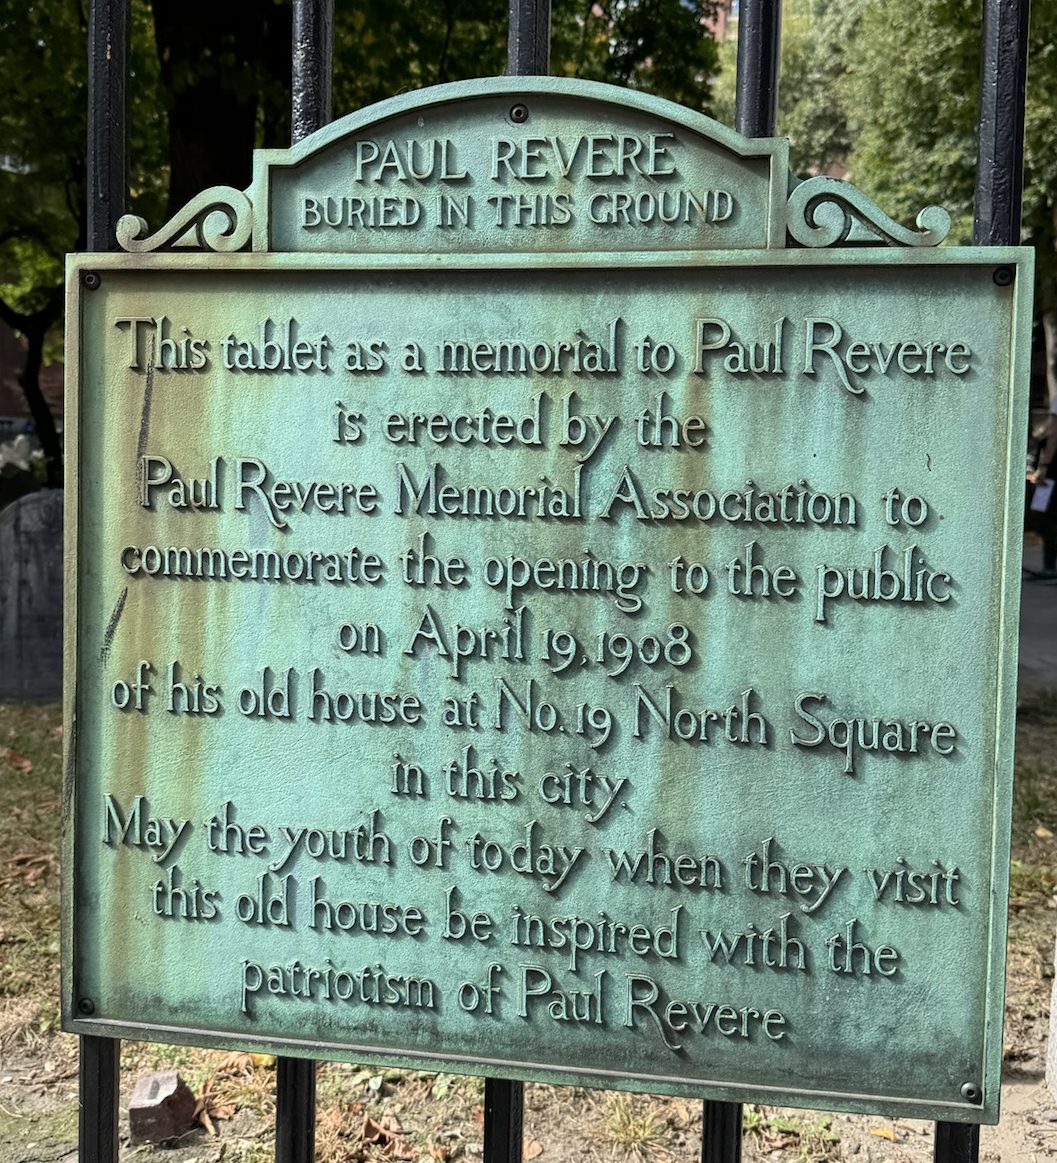 PAUL REVERE
BURIED IN THIS GROUND
This tablet as a memorial to Paul Revere
is erected by the
Paul Revere Memorial Association to
commemorate the opening to the public
on April 19, 1908
of his old house at No. 19 North Square
in this city.
May the youth of today when they visit
this old house be inspired with the
patriotism of Paul Revere